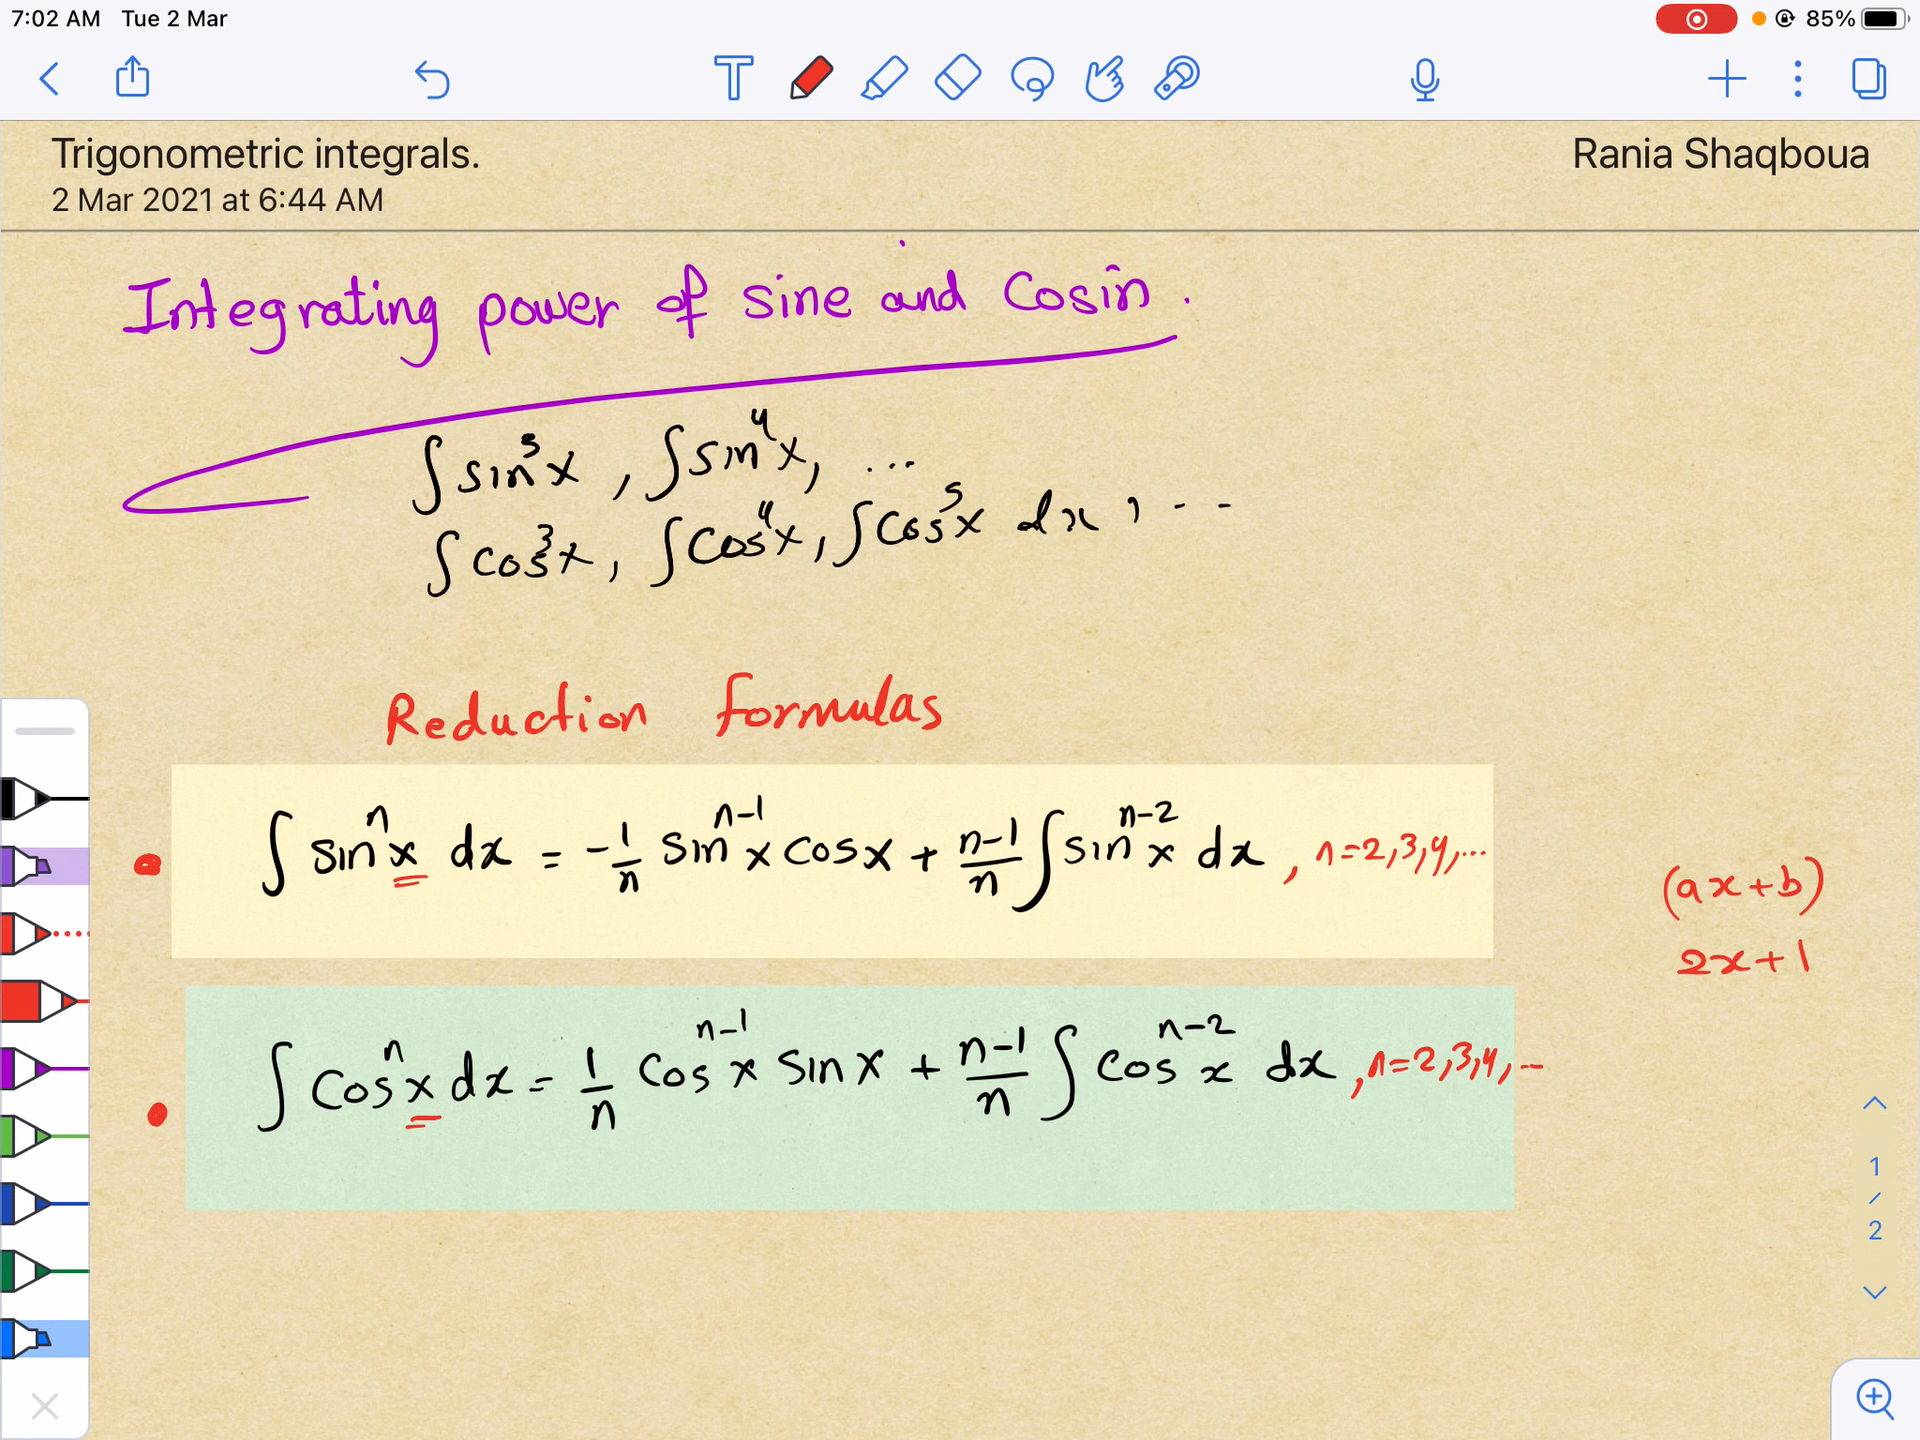 7:02 AM Tue 2 Mar 85%
Trigonometric integrals. Rania Shaqboua
2 Mar 2021 at 6:44 AM
Integrating power of sine and Cosin.
∫ sin³x , ∫ sin⁴x, ...
∫ cos³x, ∫ cos⁴x, ∫ cos⁵x dx, ...
Reduction formulas
∫ sinⁿx dx = -1/n sinⁿ⁻¹x cosx + n-1/n ∫ sinⁿ⁻²x dx, n=2,3,4,...
(ax+b)
2x+1
∫ Cosⁿx dx = 1/n Cosⁿ⁻¹x sinx + n-1/n ∫ Cosⁿ⁻²x dx, n=2,3,4,...
1
/
2